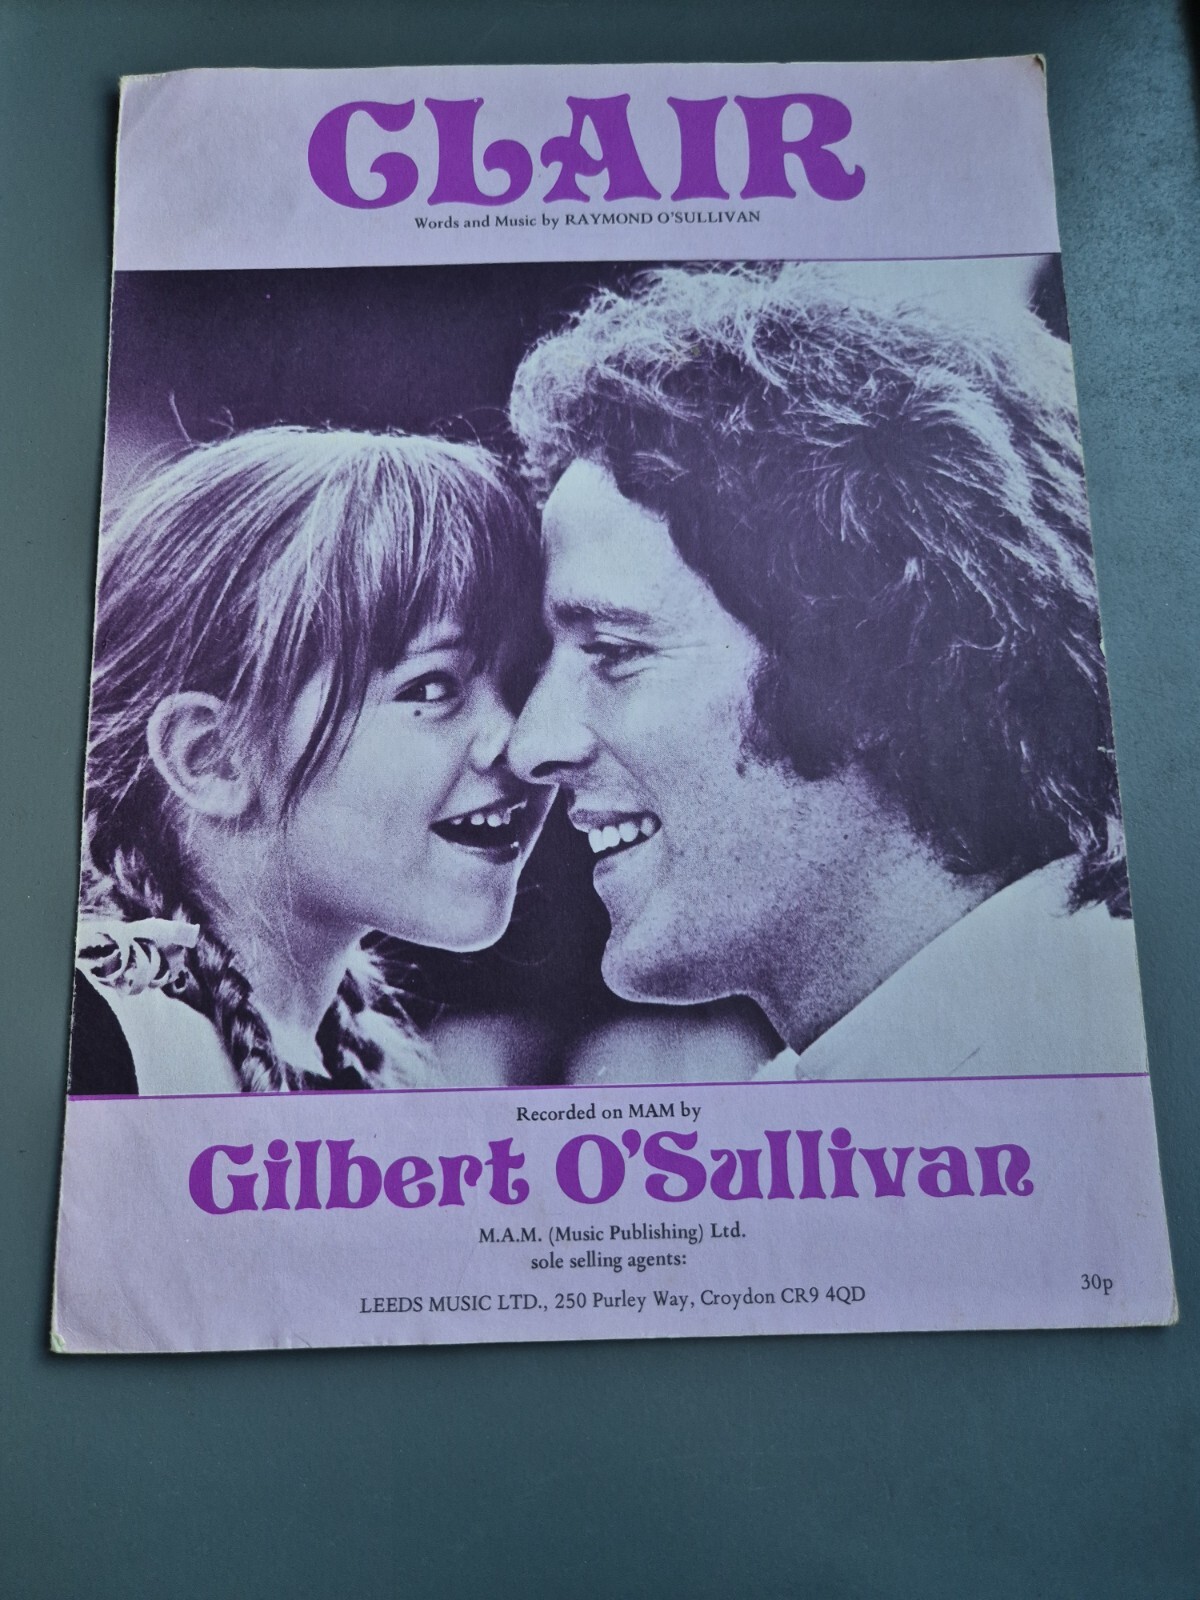 CLAIR
Words and Music by RAYMOND O'SULLIVAN
Recorded on MAM by
Gilbert O'Sullivan
M.A.M. (Music Publishing) Ltd.
sole selling agents:
LEEDS MUSIC LTD., 250 Purley Way, Croydon CR9 4QD
30p